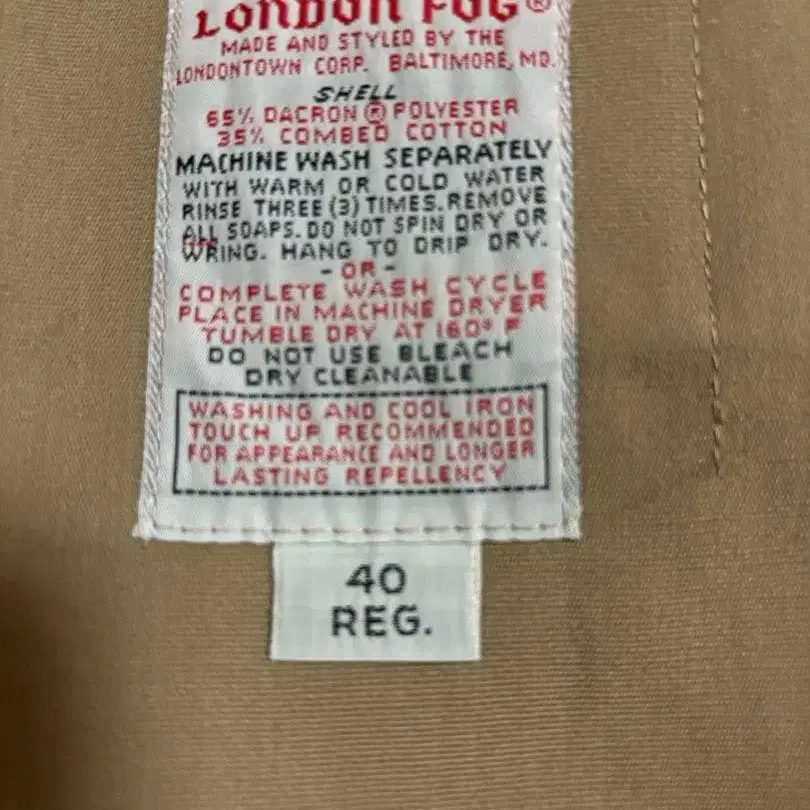 LONDON FOG®
MADE AND STYLED BY THE
LONDONTOWN CORP. BALTIMORE, MD.
SHELL
65% DACRON ® POLYESTER
35% COMBED COTTON
MACHINE WASH SEPARATELY
WITH WARM OR COLD WATER
RINSE THREE (3) TIMES. REMOVE
ALL SOAPS. DO NOT SPIN DRY OR
WRING. HANG TO DRIP DRY.
- OR -
COMPLETE WASH CYCLE
PLACE IN MACHINE DRYER
TUMBLE DRY AT 160° F
DO NOT USE BLEACH
DRY CLEANABLE
WASHING AND COOL IRON
TOUCH UP RECOMMENDED
FOR APPEARANCE AND LONGER
LASTING REPELLENCY
40
REG.